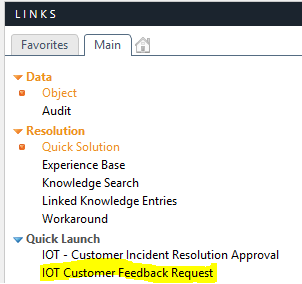 LINKS
Favorites Main
Data
Object
Audit
Resolution
Quick Solution
Experience Base
Knowledge Search
Linked Knowledge Entries
Workaround
Quick Launch
IOT - Customer Incident Resolution Approval
IOT Customer Feedback Request